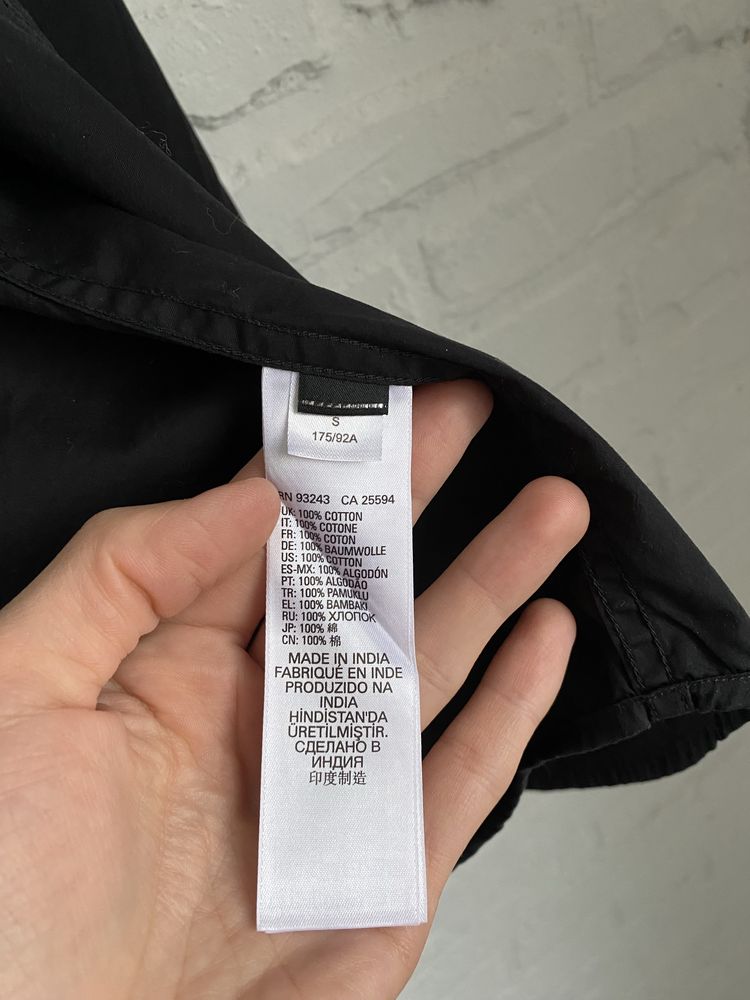 S
175/92A
RN 93243 CA 25594
UK: 100% COTTON
IT: 100% COTONE
FR: 100% COTON
DE: 100% BAUMWOLLE
US: 100% COTTON
ES-MX: 100% ALGODÓN
PT: 100% ALGODÃO
TR: 100% PAMUKLU
EL: 100% BAMBAKI
RU: 100% ХЛОПОК
JP: 100% 綿
CN: 100% 棉
MADE IN INDIA
FABRIQUÉ EN INDE
PRODUZIDO NA
INDIA
HİNDİSTAN'DA
ÜRETİLMİŞTİR.
СДЕЛАНО В
ИНДИЯ
印度制造